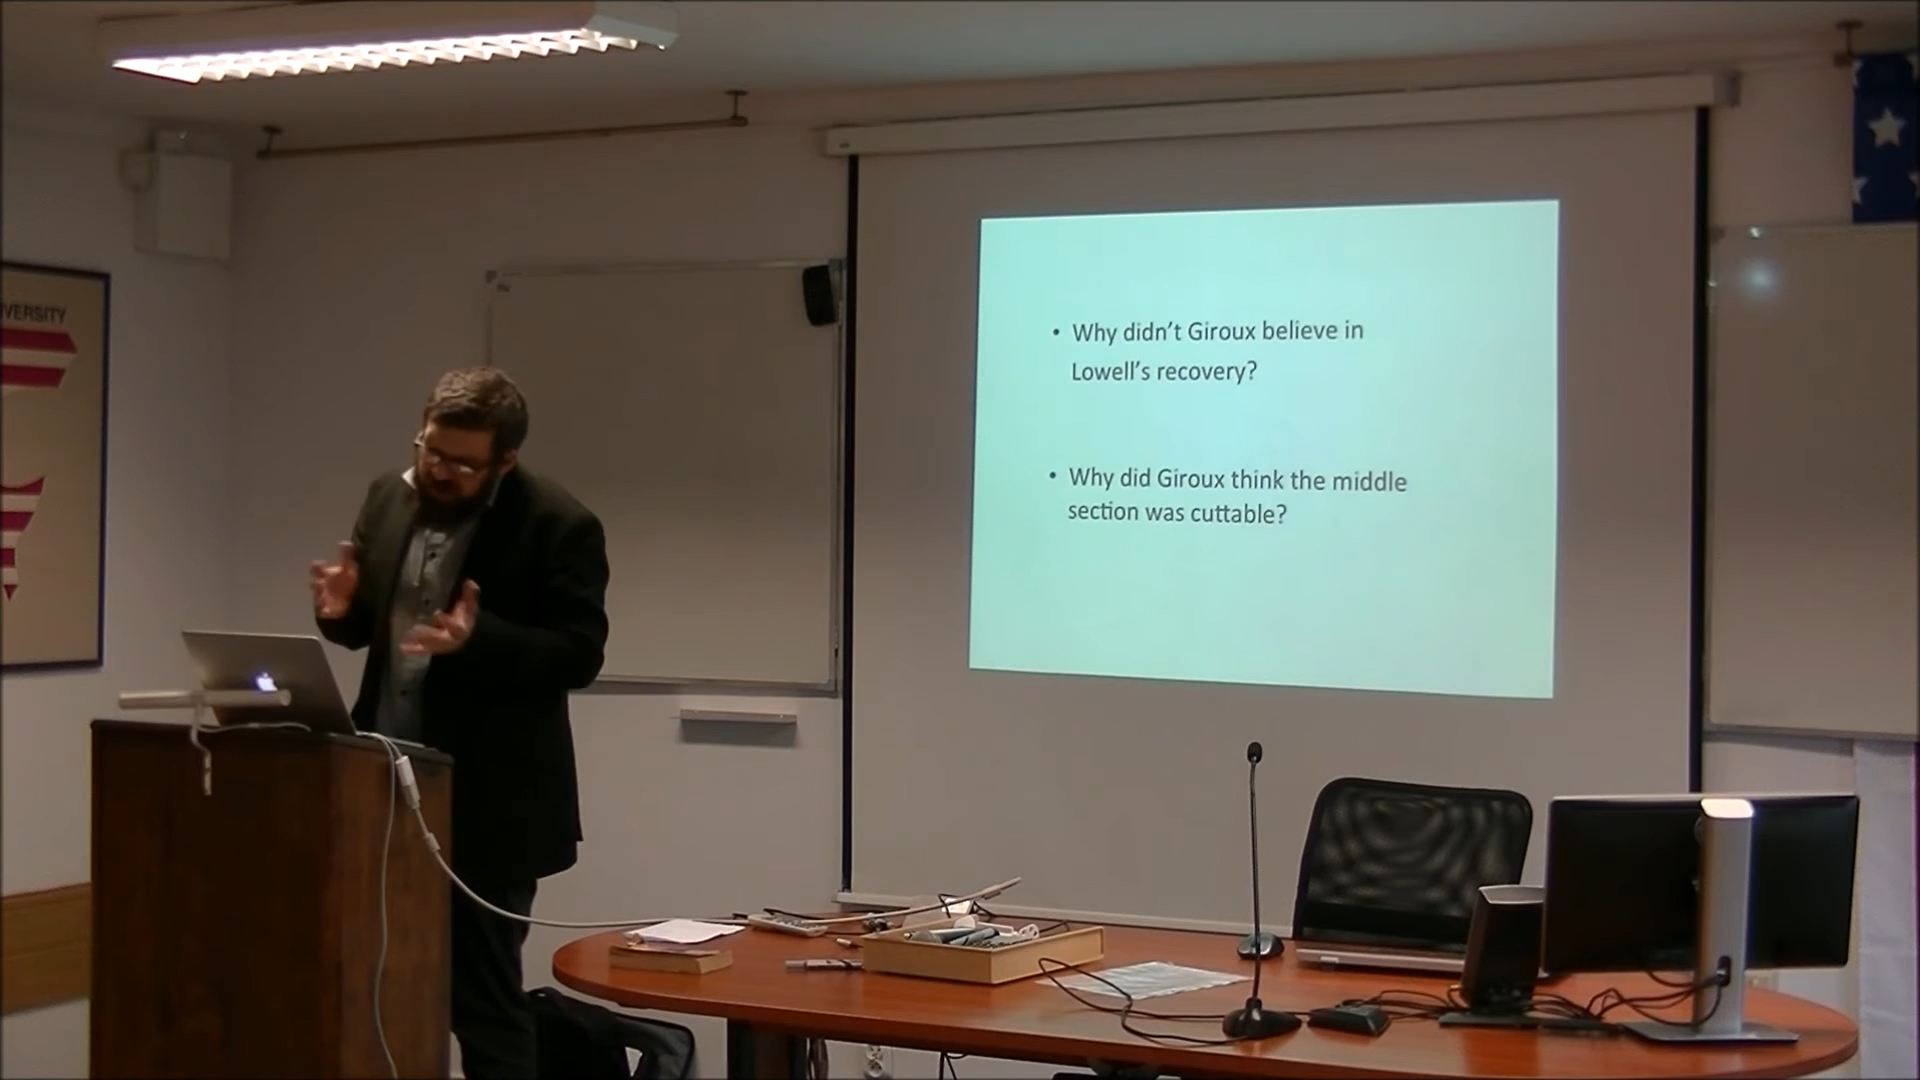 VERSITY
• Why didn't Giroux believe in
Lowell's recovery?
• Why did Giroux think the middle
section was cuttable?